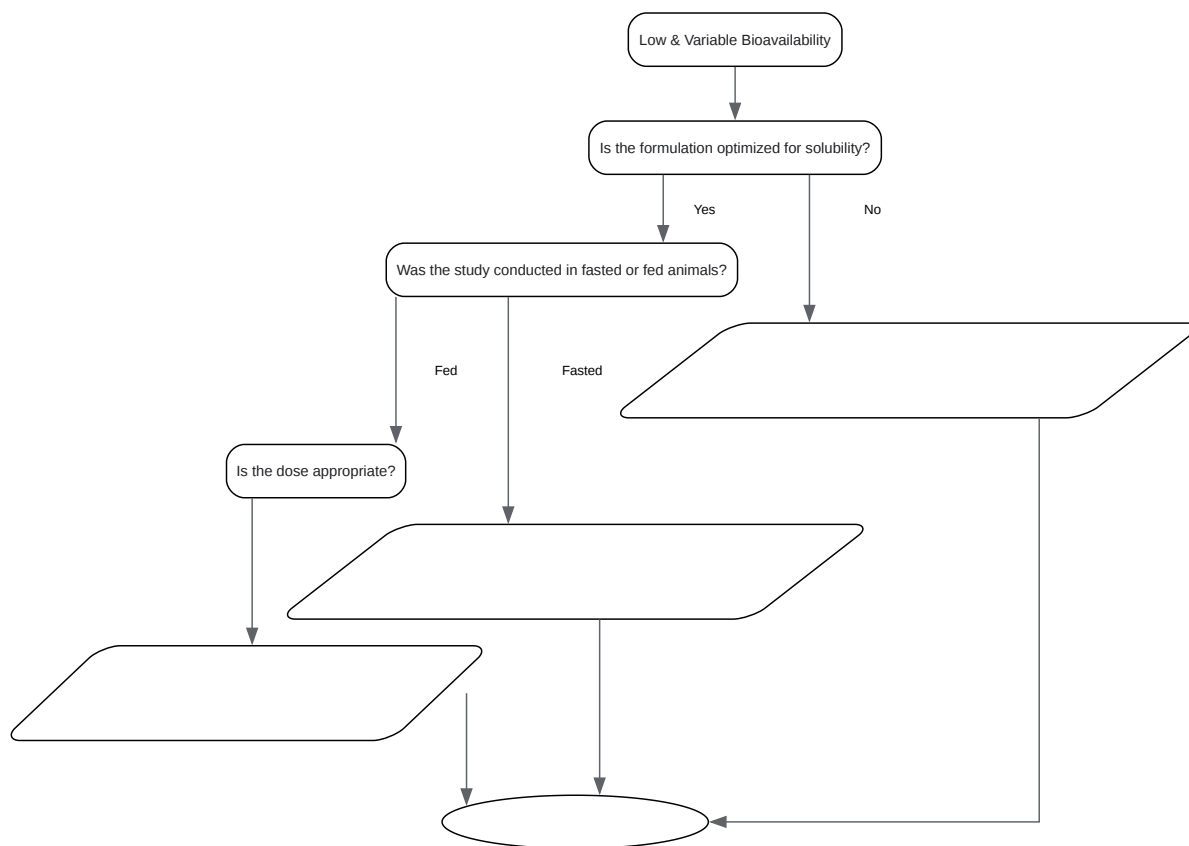 Low & Variable Bioavailability
Is the formulation optimized for solubility?
Yes
No
Was the study conducted in fasted or fed animals?
Fed
Fasted
Is the dose appropriate?